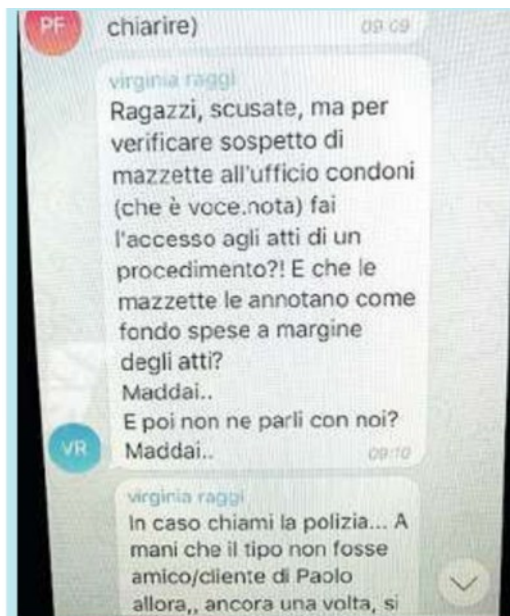 PF
chiarire)
09:09
virginia raggi
Ragazzi, scusate, ma per
verificare sospetto di
mazzette all'ufficio condoni
(che è voce.nota) fai
l'accesso agli atti di un
procedimento?! E che le
mazzette le annotano come
fondo spese a margine
degli atti?
Maddai..
E poi non ne parli con noi?
VR
Maddai..
09:10
virginia raggi
In caso chiami la polizia... A
mani che il tipo non fosse
amico/cliente di Paolo
allora,, ancora una volta, si